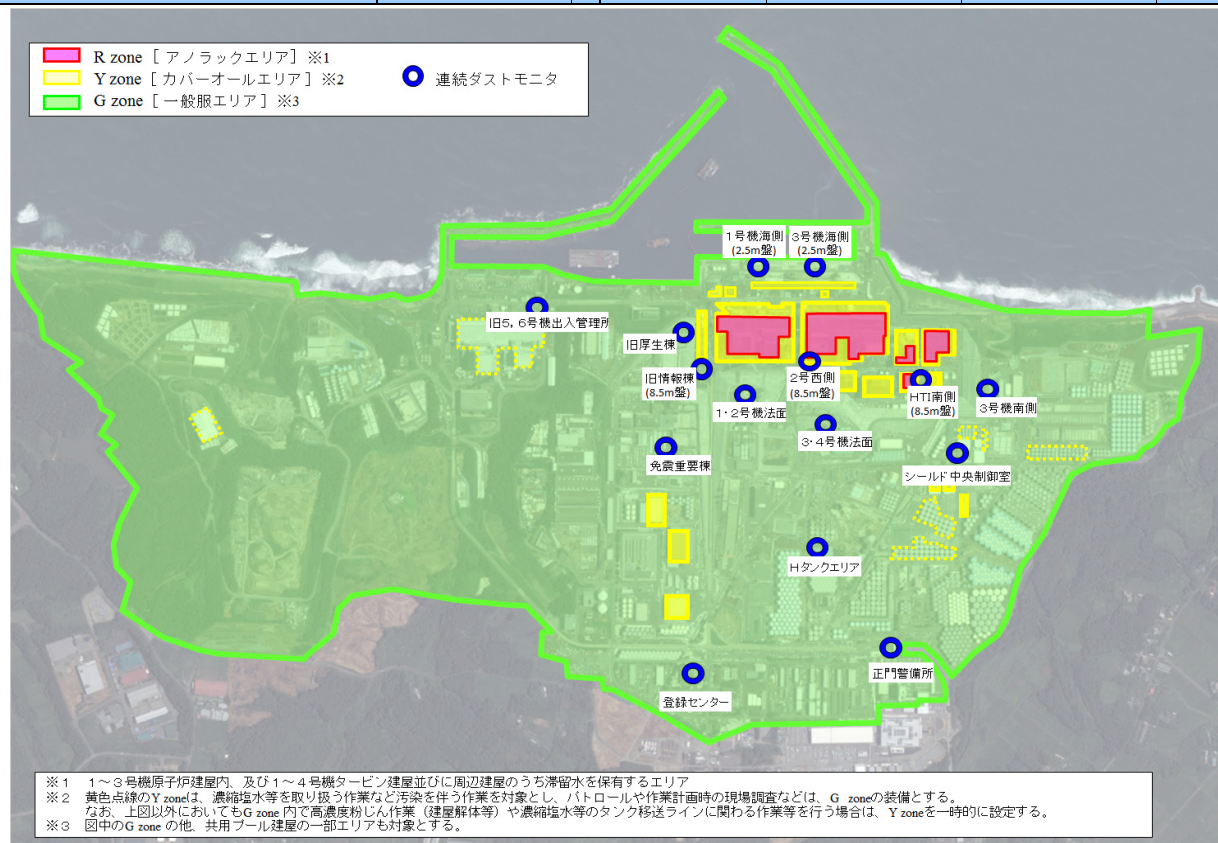 R zone [ アノラックエリア] ※1
Y zone [ カバーオールエリア] ※2
G zone [ 一般服エリア] ※3
連続ダストモニタ
1号機海側
(2.5m盤)
3号機海側
(2.5m盤)
旧5, 6号機出入管理所
旧厚生棟
旧情報棟
(8.5m盤)
2号西側
(8.5m盤)
1・2号機法面
HTI南側
(8.5m盤)
3号機南側
3・4号機法面
免震重要棟
シールド中央制御室
Hタンクエリア
正門警備所
登録センター
※1 1～3号機原子炉建屋内、及び1～4号機タービン建屋並びに周辺建屋のうち滞留水を保有するエリア
※2 黄色点線のY zoneは、濃縮塩水等を取り扱う作業など汚染を伴う作業を対象とし、パトロールや作業計画時の現場調査などは、G zoneの装備とする。
なお、上図以外においてもG zone 内で高濃度粉じん作業（建屋解体等）や濃縮塩水等のタンク移送ラインに関わる作業等を行う場合は、Y zoneを一時的に設定する。
※3 図中のG zone の他、共用プール建屋の一部エリアも対象とする。